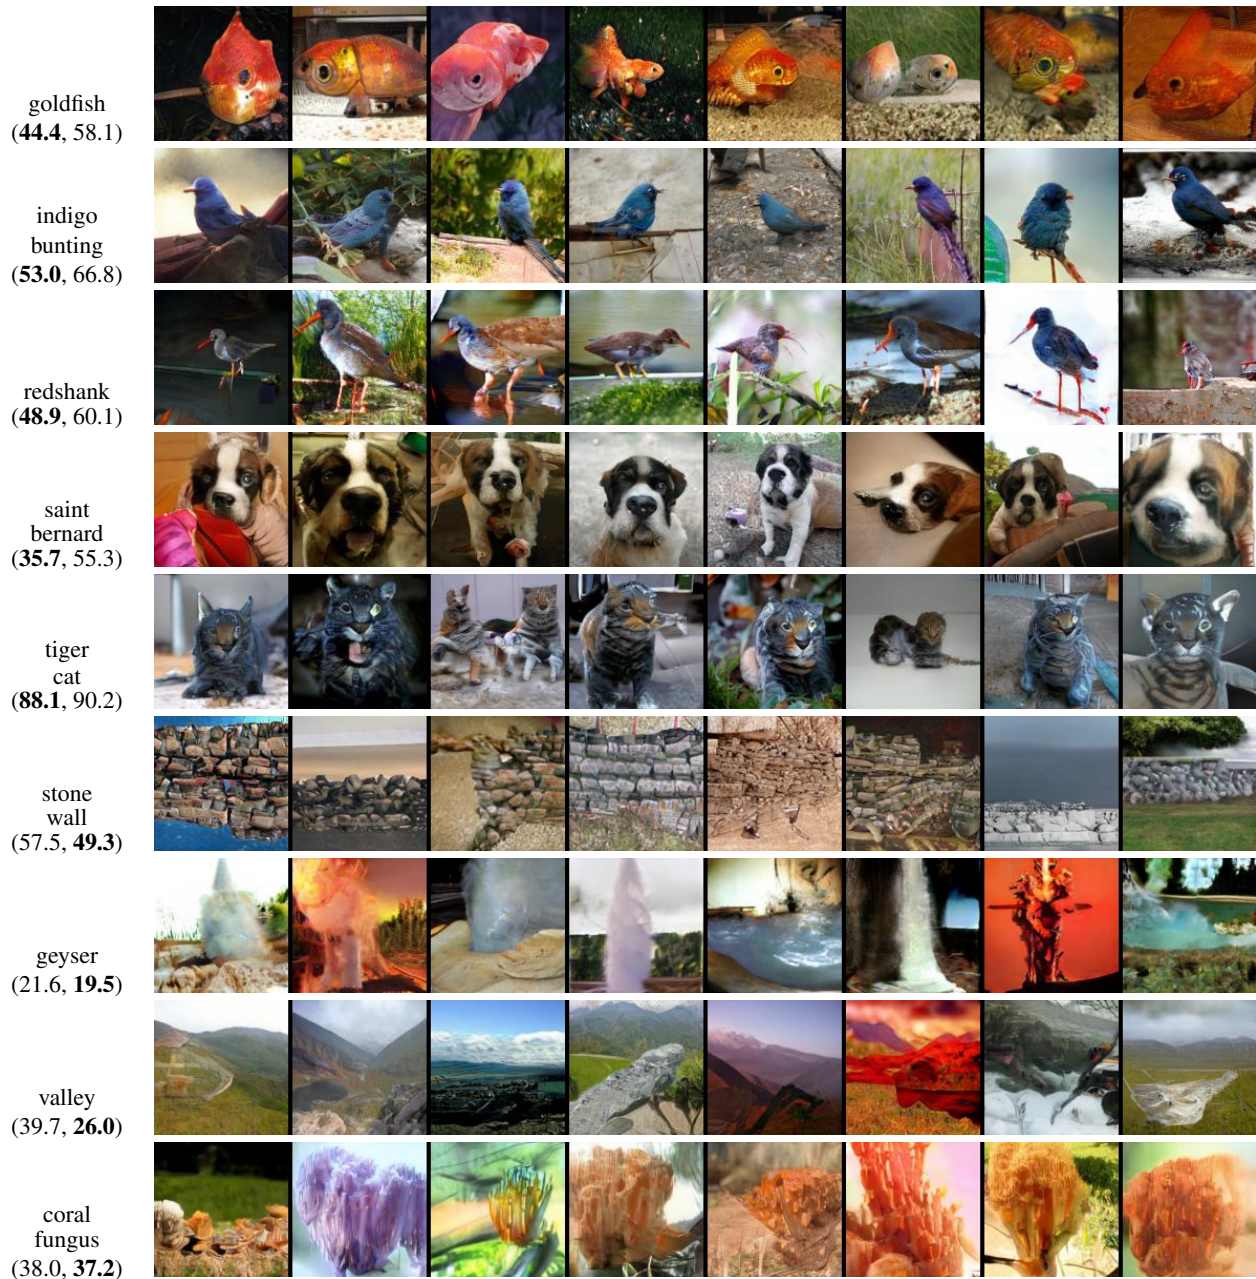 goldfish
(44.4, 58.1)
indigo
bunting
(53.0, 66.8)
redshank
(48.9, 60.1)
saint
bernard
(35.7, 55.3)
tiger
cat
(88.1, 90.2)
stone
wall
(57.5, 49.3)
geyser
(21.6, 19.5)
valley
(39.7, 26.0)
coral
fungus
(38.0, 37.2)